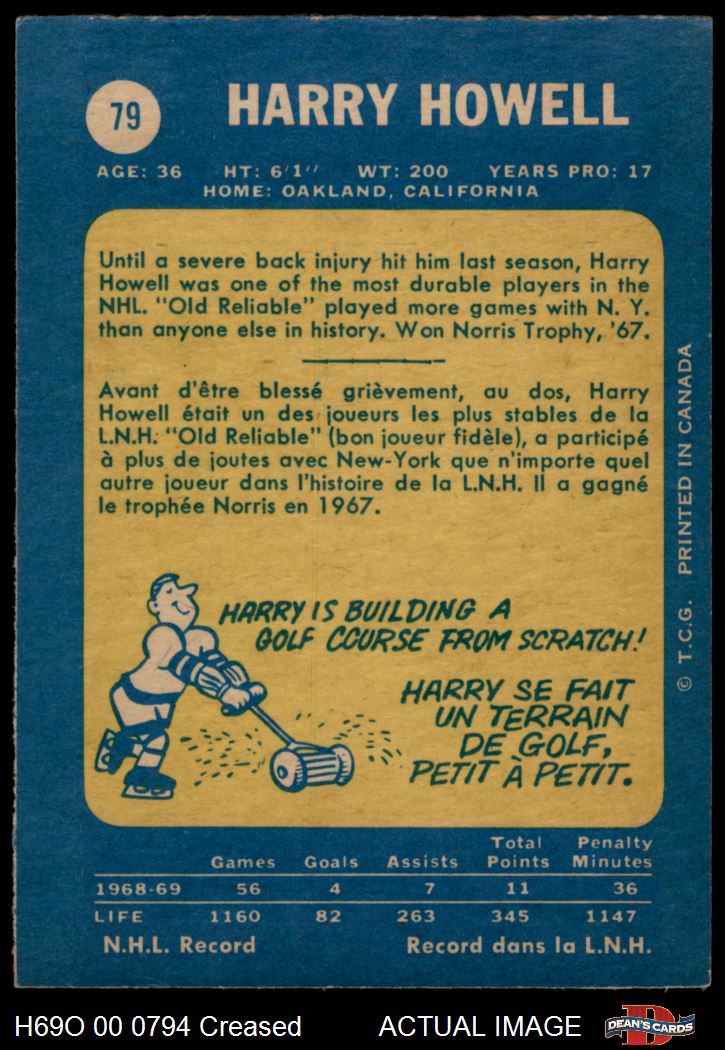 79
HARRY HOWELL
AGE: 36 HT: 6'1'' WT: 200 YEARS PRO: 17
HOME: OAKLAND, CALIFORNIA
Until a severe back injury hit him last season, Harry
Howell was one of the most durable players in the
NHL. "Old Reliable" played more games with N. Y.
than anyone else in history. Won Norris Trophy, '67.
Avant d'être blessé grièvement, au dos, Harry
Howell était un des joueurs les plus stables de la
L.N.H. "Old Reliable" (bon joueur fidèle), a participé
à plus de joutes avec New-York que n'importe quel
autre joueur dans l'histoire de la L.N.H. Il a gagné
le trophée Norris en 1967.
HARRY IS BUILDING A
GOLF COURSE FROM SCRATCH!
HARRY SE FAIT
UN TERRAIN
DE GOLF,
PETIT À PETIT.
© T.C.G. PRINTED IN CANADA
Games Goals Assists Total Points Penalty Minutes
1968-69 56 4 7 11 36
LIFE 1160 82 263 345 1147
N.H.L. Record Record dans la L.N.H.
H69O 00 0794 Creased ACTUAL IMAGE
D
DEAN'S CARDS